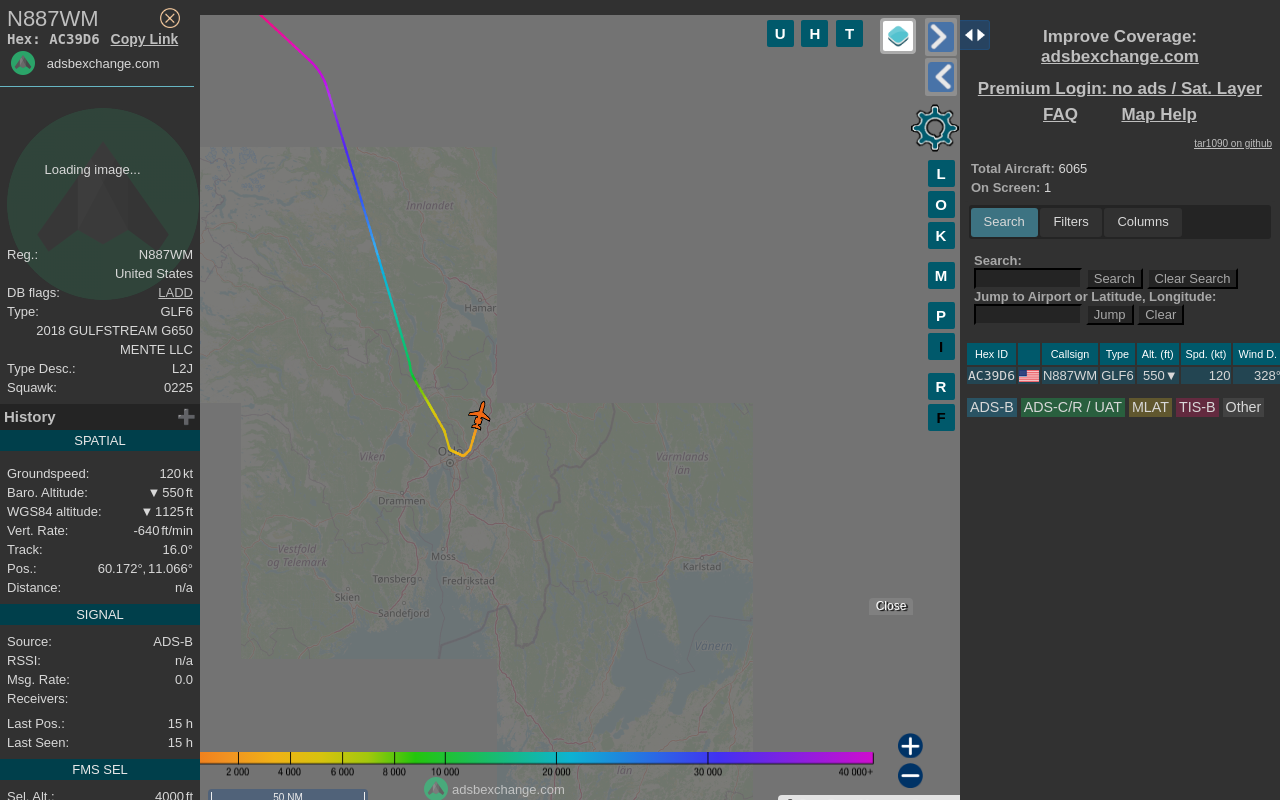 N887WM
Hex: AC39D6 Copy Link
adsbexchange.com
Loading image...
Reg.: N887WM
United States
DB flags: LADD
Type: GLF6
2018 GULFSTREAM G650
MENTE LLC
Type Desc.: L2J
Squawk: 0225
History
SPATIAL
Groundspeed: 120 kt
Baro. Altitude: ▼ 550 ft
WGS84 altitude: ▼ 1125 ft
Vert. Rate: -640 ft/min
Track: 16.0°
Pos.: 60.172°, 11.066°
Distance: n/a
SIGNAL
Source: ADS-B
RSSI: n/a
Msg. Rate: 0.0
Receivers:
Last Pos.: 15 h
Last Seen: 15 h
FMS SEL
Sel. Alt.: 4000 ft
U H T
L
O
K
M
P
I
R
F
Innlandet
Hamar
Oslo
Viken
Värmlands
län
Drammen
Vestfold
og Telemark
Moss
Tønsberg
Fredrikstad
Skien
Sandefjord
Karlstad
Vänern
län
Close
2 000 4 000 6 000 8 000 10 000 20 000 30 000 40 000+
adsbexchange.com
50 NM
Improve Coverage:
adsbexchange.com
Premium Login: no ads / Sat. Layer
FAQ Map Help
tar1090 on github
Total Aircraft: 6065
On Screen: 1
Search Filters Columns
Search:
Search Clear Search
Jump to Airport or Latitude, Longitude:
Jump Clear
Hex ID Callsign Type Alt. (ft) Spd. (kt) Wind D.
AC39D6 N887WM GLF6 550▼ 120 328°
ADS-B ADS-C/R / UAT MLAT TIS-B Other